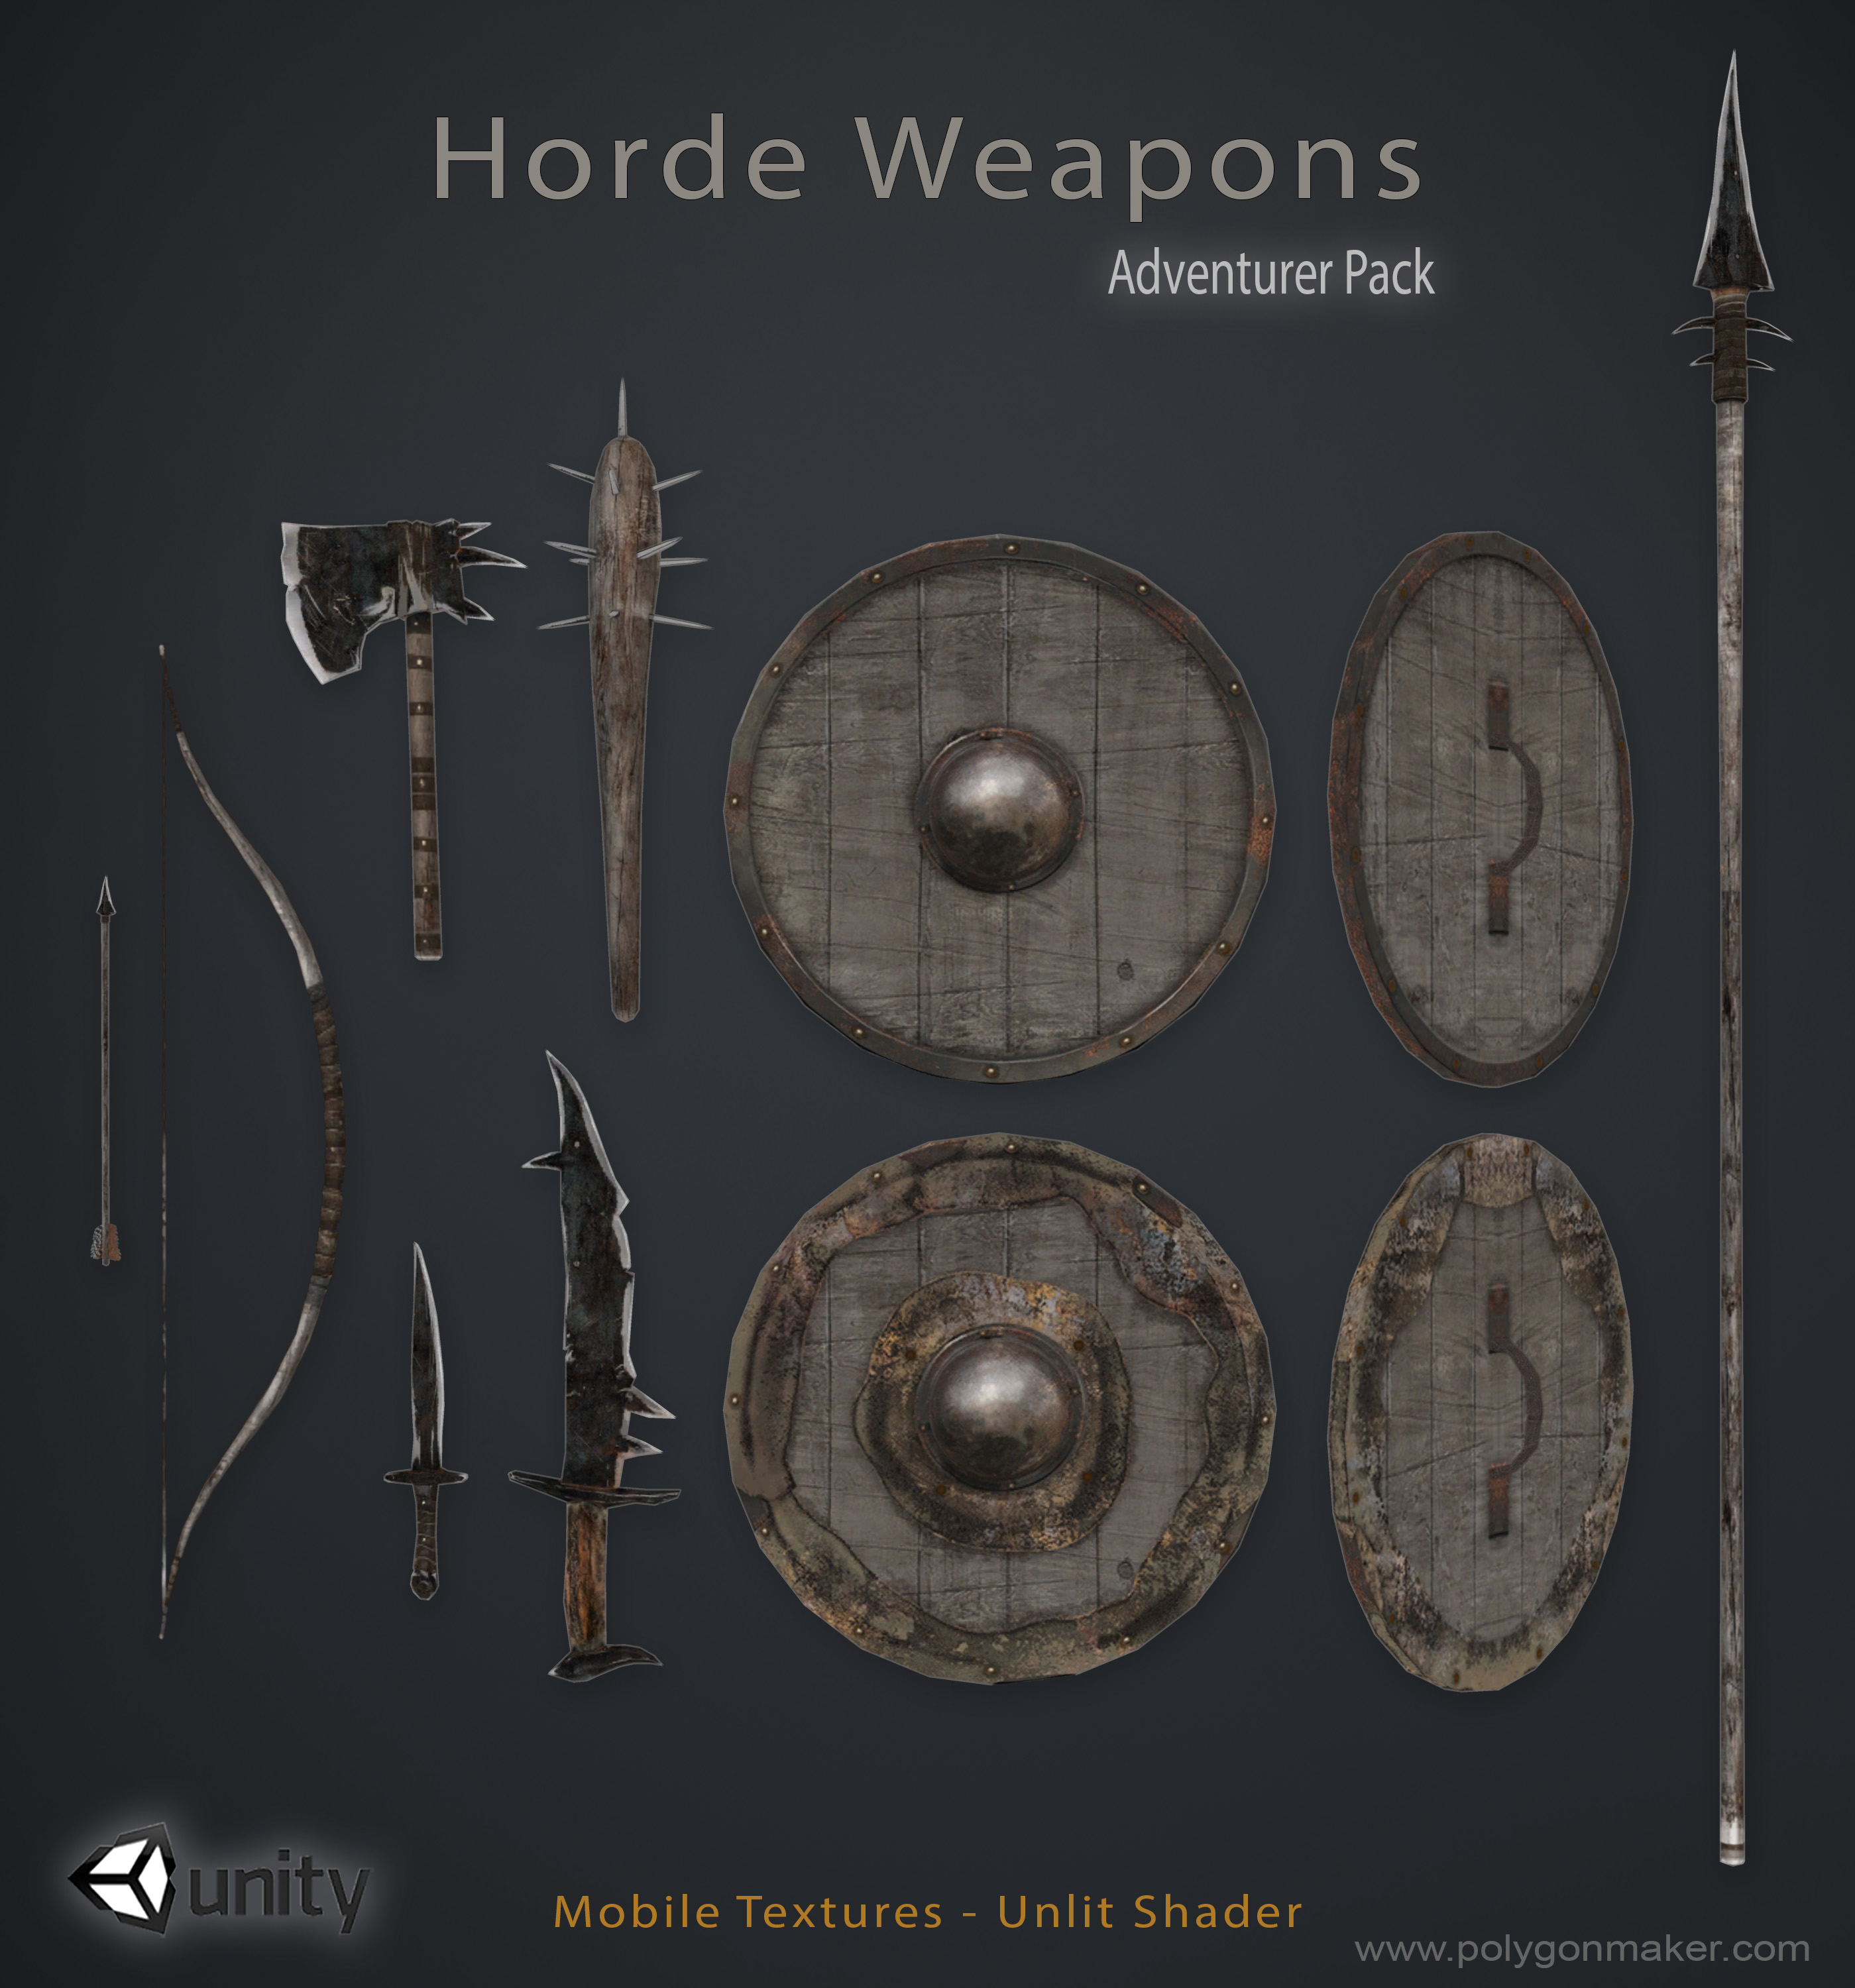 Horde Weapons
Adventurer Pack
unity
Mobile Textures - Unlit Shader
www.polygonmaker.com